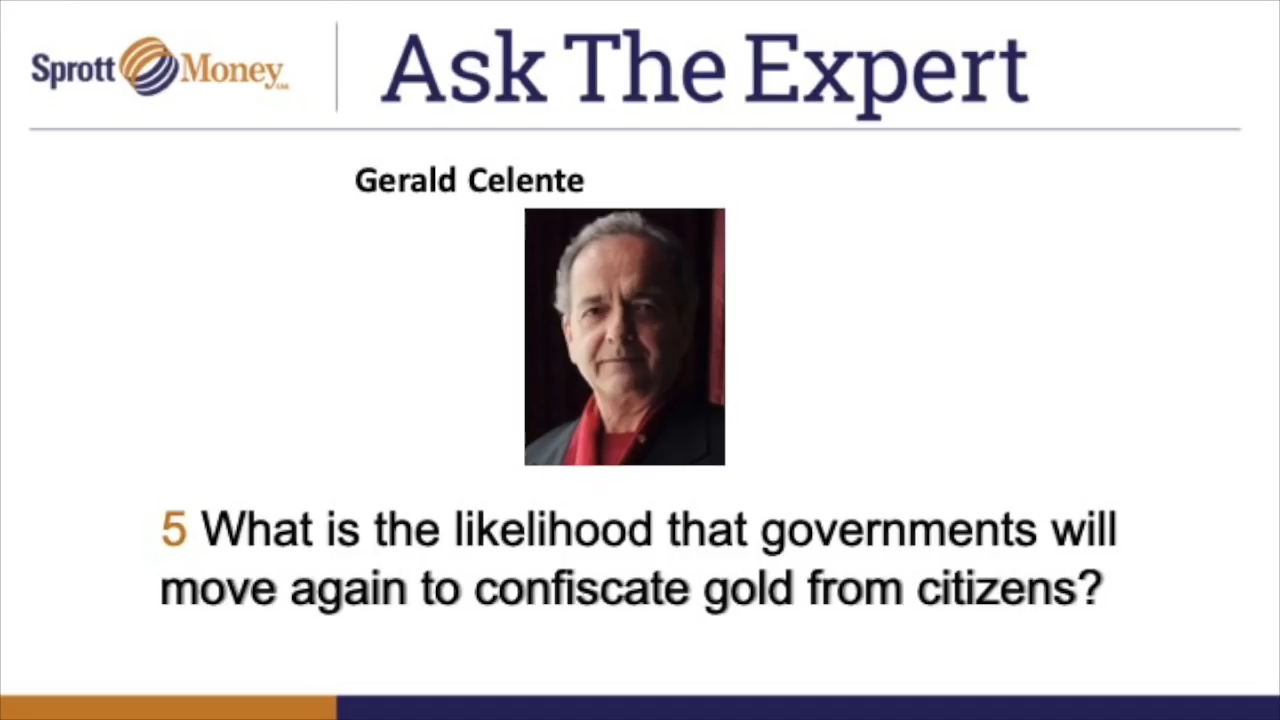 Sprott Money Ltd.
Ask The Expert
Gerald Celente
5 What is the likelihood that governments will
move again to confiscate gold from citizens?